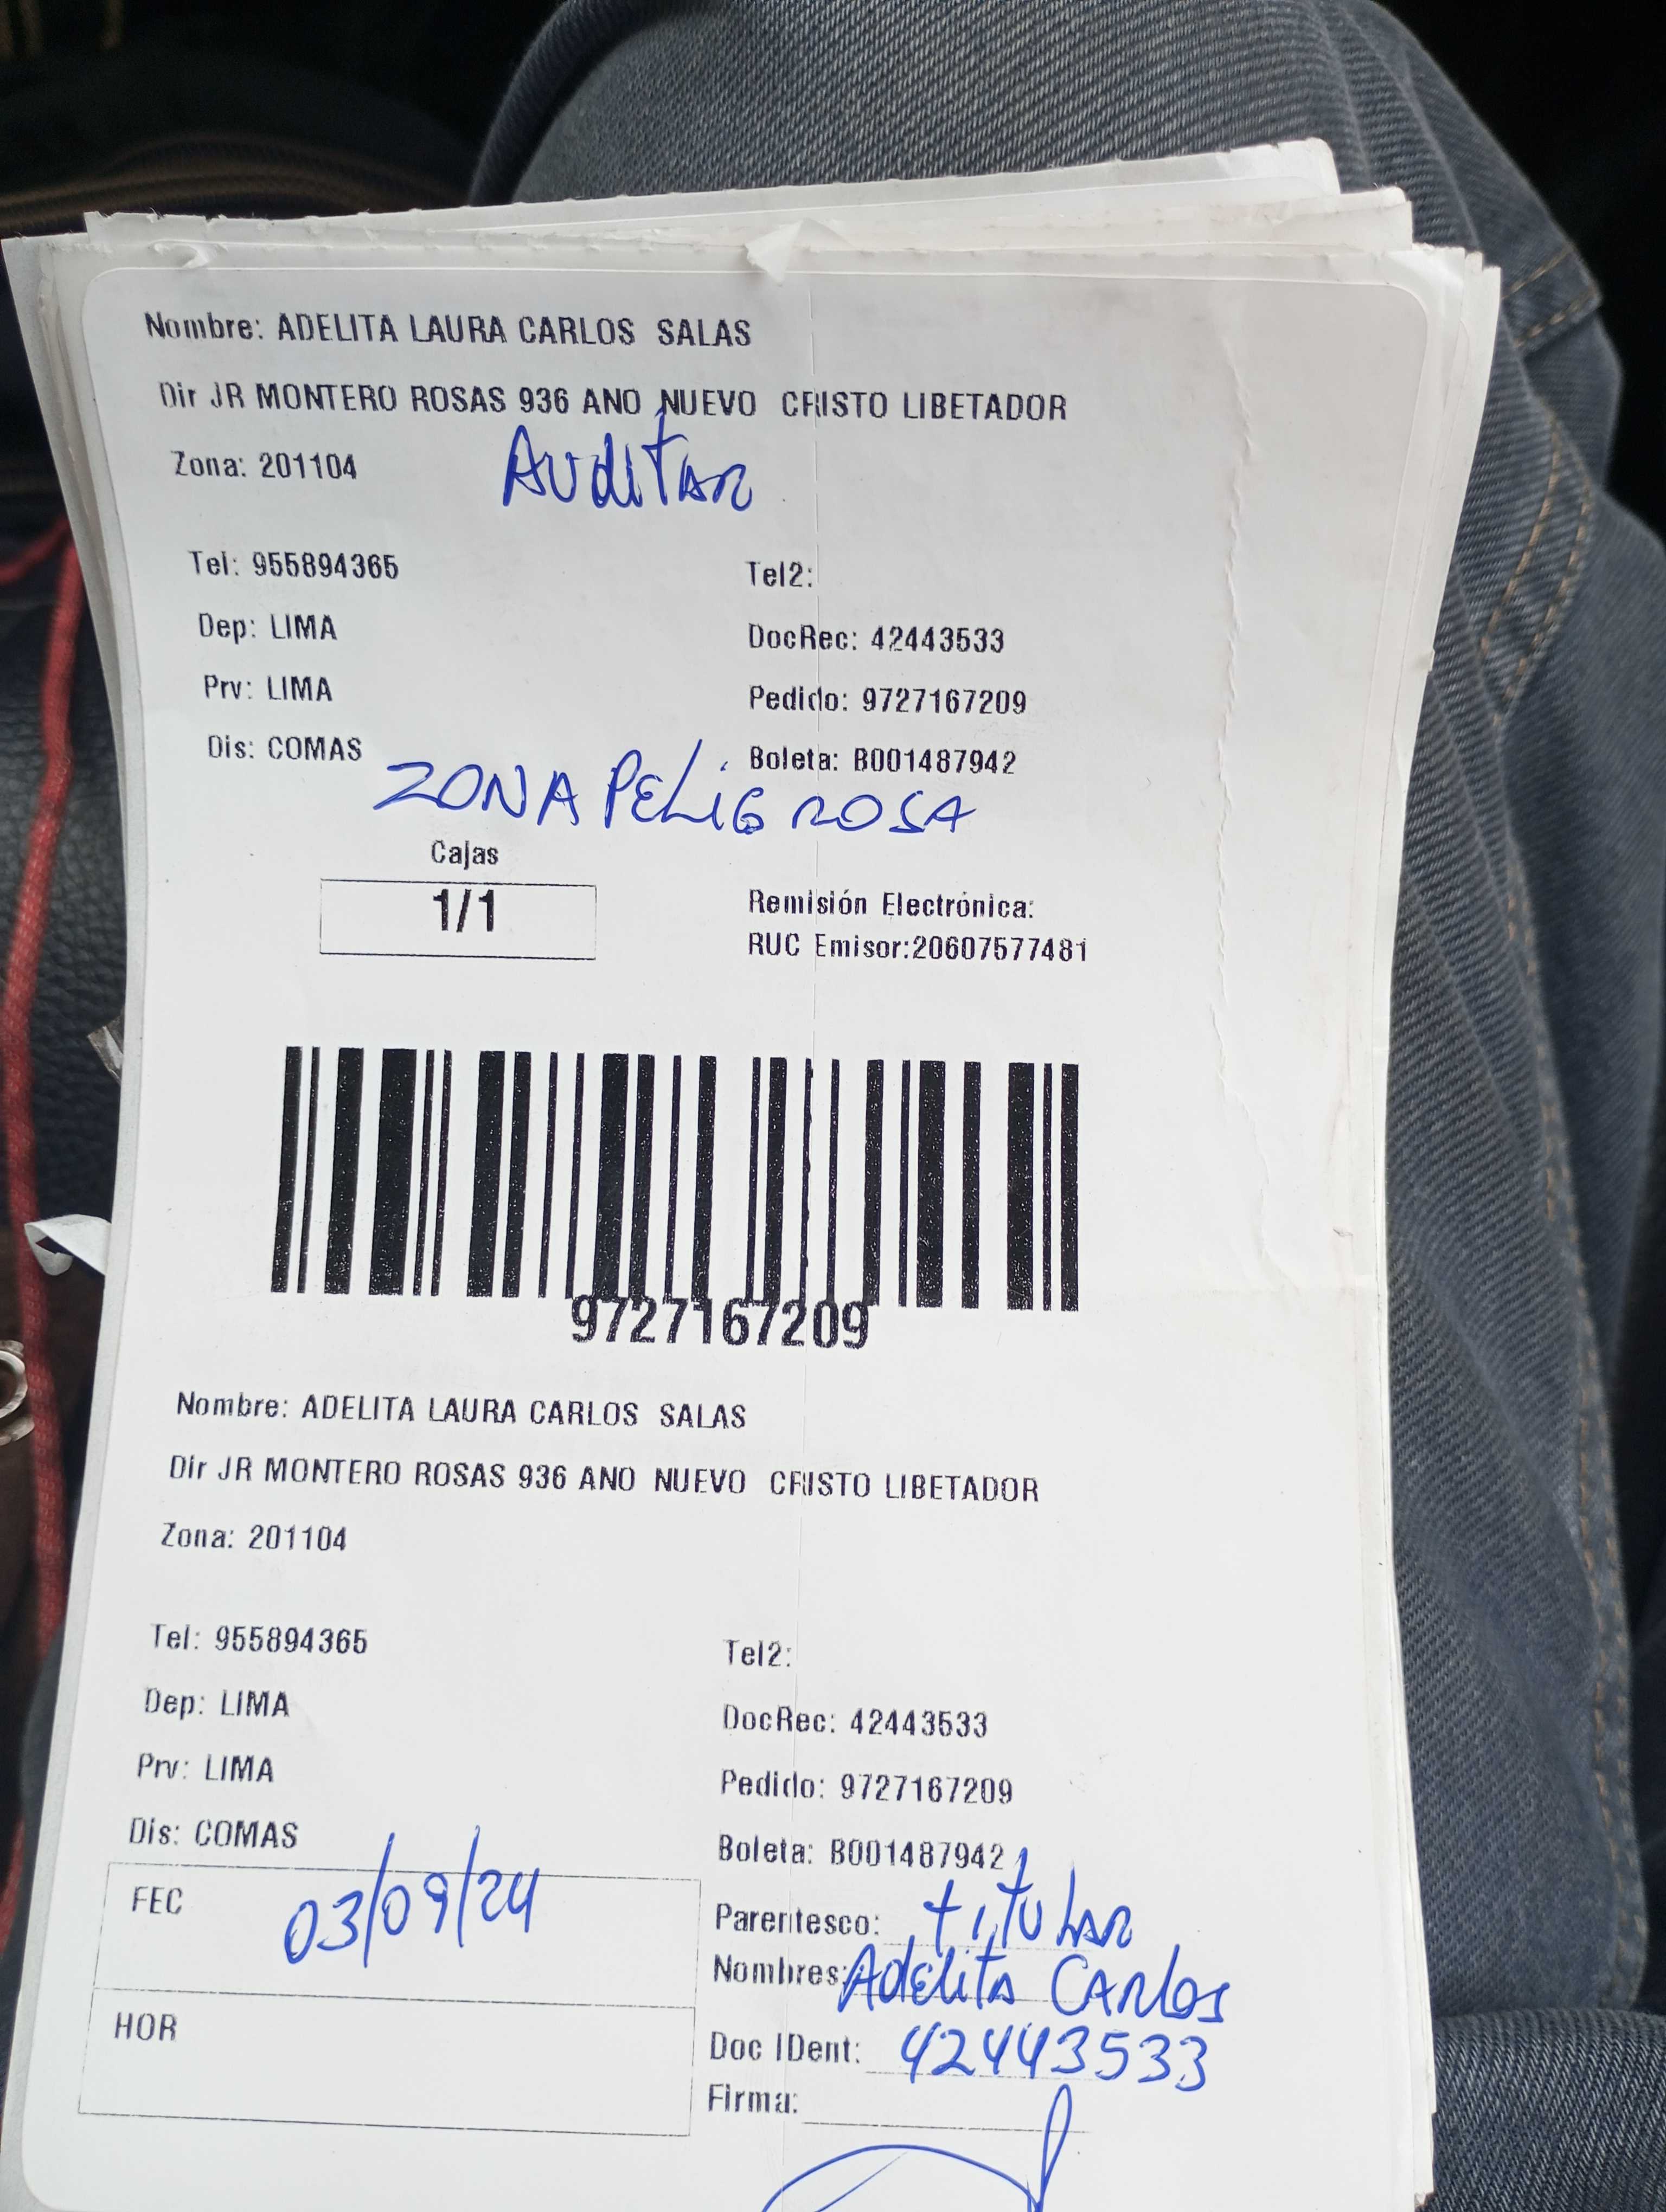 Nombre: ADELITA LAURA CARLOS SALAS
Dir JR MONTERO ROSAS 936 ANO NUEVO CRISTO LIBETADOR
Zona: 201104
Auditar
Tel: 955894365 Tel2:
Dep: LIMA DocRec: 42443533
Prv: LIMA Pedido: 9727167209
Dis: COMAS Boleta: B001487942
ZONA PELIGROSA
Cajas
1/1
Remisión Electrónica:
RUC Emisor:20607577481
9727167209
Nombre: ADELITA LAURA CARLOS SALAS
Dir JR MONTERO ROSAS 936 ANO NUEVO CRISTO LIBETADOR
Zona: 201104
Tel: 955894365 Tel2:
Dep: LIMA DocRec: 42443533
Prv: LIMA Pedido: 9727167209
Dis: COMAS Boleta: B001487942
FEC 03/09/24
Parentesco: titular
Nombres: Adelita Carlos
HOR
Doc IDent: 42443533
Firma: